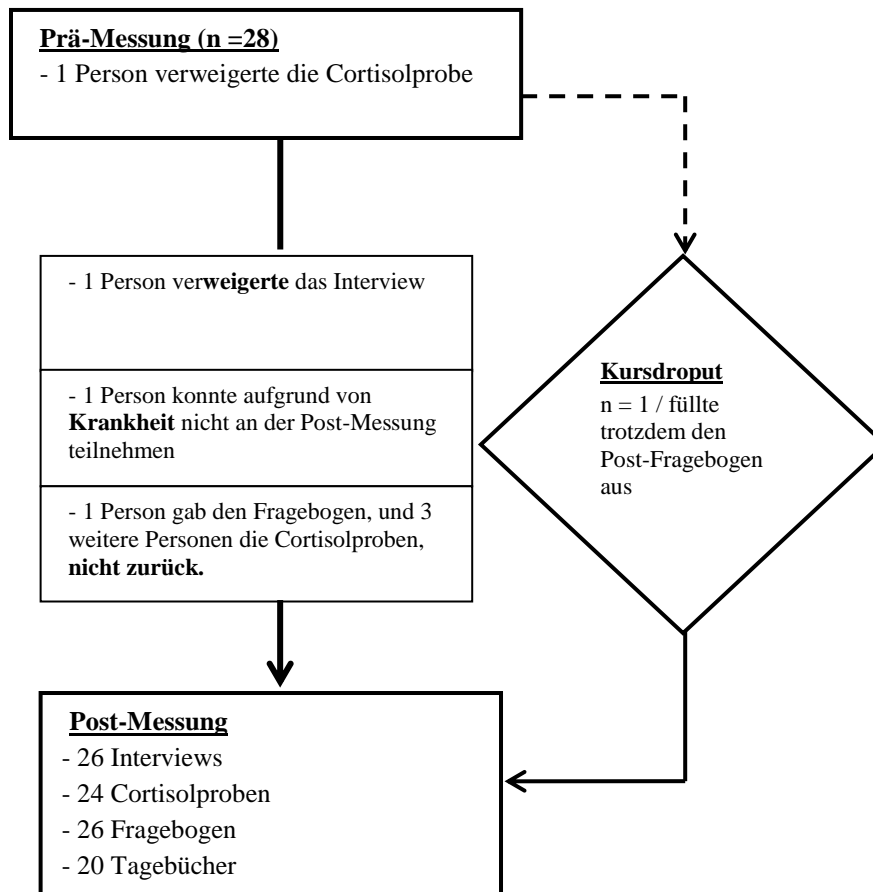 Prä-Messung (n =28)
- 1 Person verweigerte die Cortisolprobe
- 1 Person verweigerte das Interview
- 1 Person konnte aufgrund von
Krankheit nicht an der Post-Messung
teilnehmen
- 1 Person gab den Fragebogen, und 3
weitere Personen die Cortisolproben,
nicht zurück.
Kursdroput
n = 1 / füllte
trotzdem den
Post-Fragebogen
aus
Post-Messung
- 26 Interviews
- 24 Cortisolproben
- 26 Fragebogen
- 20 Tagebücher